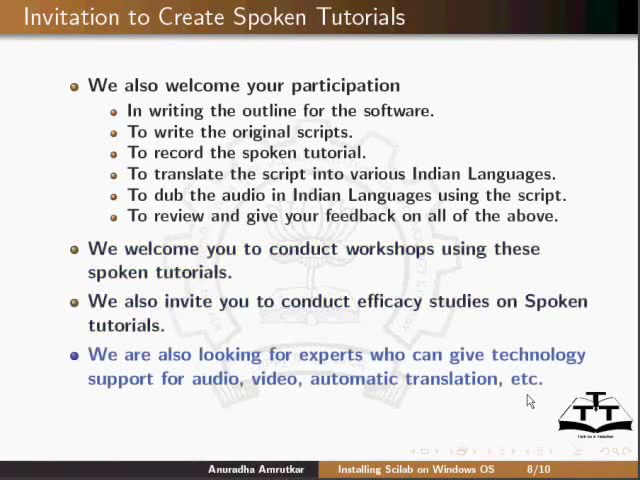 Invitation to Create Spoken Tutorials
We also welcome your participation
In writing the outline for the software.
To write the original scripts.
To record the spoken tutorial.
To translate the script into various Indian Languages.
To dub the audio in Indian Languages using the script.
To review and give your feedback on all of the above.
We welcome you to conduct workshops using these
spoken tutorials.
We also invite you to conduct efficacy studies on Spoken
tutorials.
We are also looking for experts who can give technology
support for audio, video, automatic translation, etc.
TTT
Talk to a Teacher
Anuradha Amrutkar Installing Scilab on Windows OS 8/10